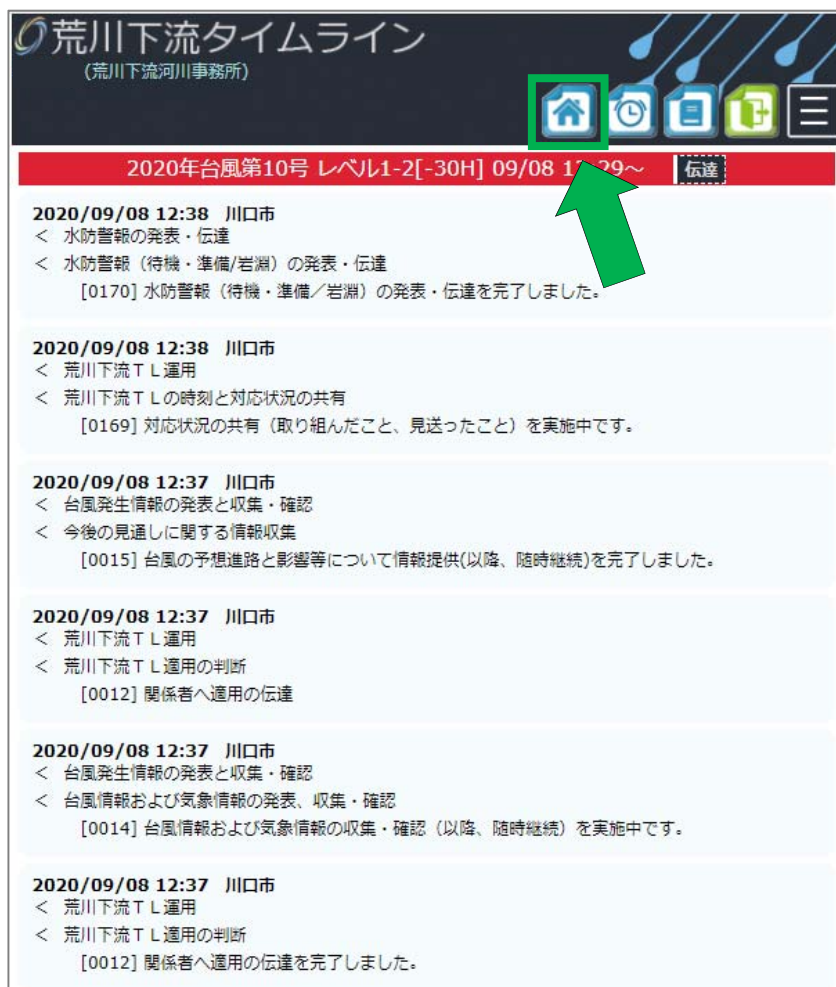 荒川下流タイムライン
(荒川下流河川事務所)
2020年台風第10号 レベル1-2[-30H] 09/08 1 29～ 伝達
2020/09/08 12:38 川口市
＜ 水防警報の発表・伝達
＜ 水防警報（待機・準備/岩淵）の発表・伝達
[0170] 水防警報（待機・準備／岩淵）の発表・伝達を完了しました。
2020/09/08 12:38 川口市
＜ 荒川下流ＴＬ運用
＜ 荒川下流ＴＬの時刻と対応状況の共有
[0169] 対応状況の共有（取り組んだこと、見送ったこと）を実施中です。
2020/09/08 12:37 川口市
＜ 台風発生情報の発表と収集・確認
＜ 今後の見通しに関する情報収集
[0015] 台風の予想進路と影響等について情報提供(以降、随時継続)を完了しました。
2020/09/08 12:37 川口市
＜ 荒川下流ＴＬ運用
＜ 荒川下流ＴＬ適用の判断
[0012] 関係者へ適用の伝達
2020/09/08 12:37 川口市
＜ 台風発生情報の発表と収集・確認
＜ 台風情報および気象情報の発表、収集・確認
[0014] 台風情報および気象情報の収集・確認（以降、随時継続）を実施中です。
2020/09/08 12:37 川口市
＜ 荒川下流ＴＬ運用
＜ 荒川下流ＴＬ適用の判断
[0012] 関係者へ適用の伝達を完了しました。